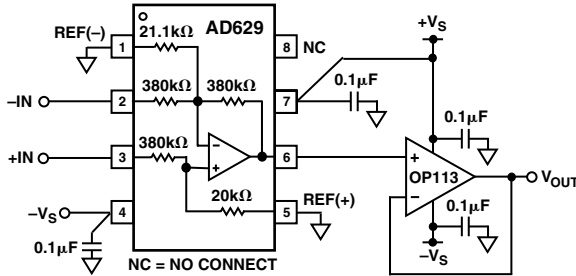 AD629
REF(–)
21.1kΩ
1
8
NC
+VS
–IN
380kΩ
380kΩ
2
7
0.1µF
0.1µF
+IN
380kΩ
3
–
+
6
+
–
OP113
VOUT
20kΩ
REF(+)
–VS
4
5
0.1µF
0.1µF
–VS
NC = NO CONNECT